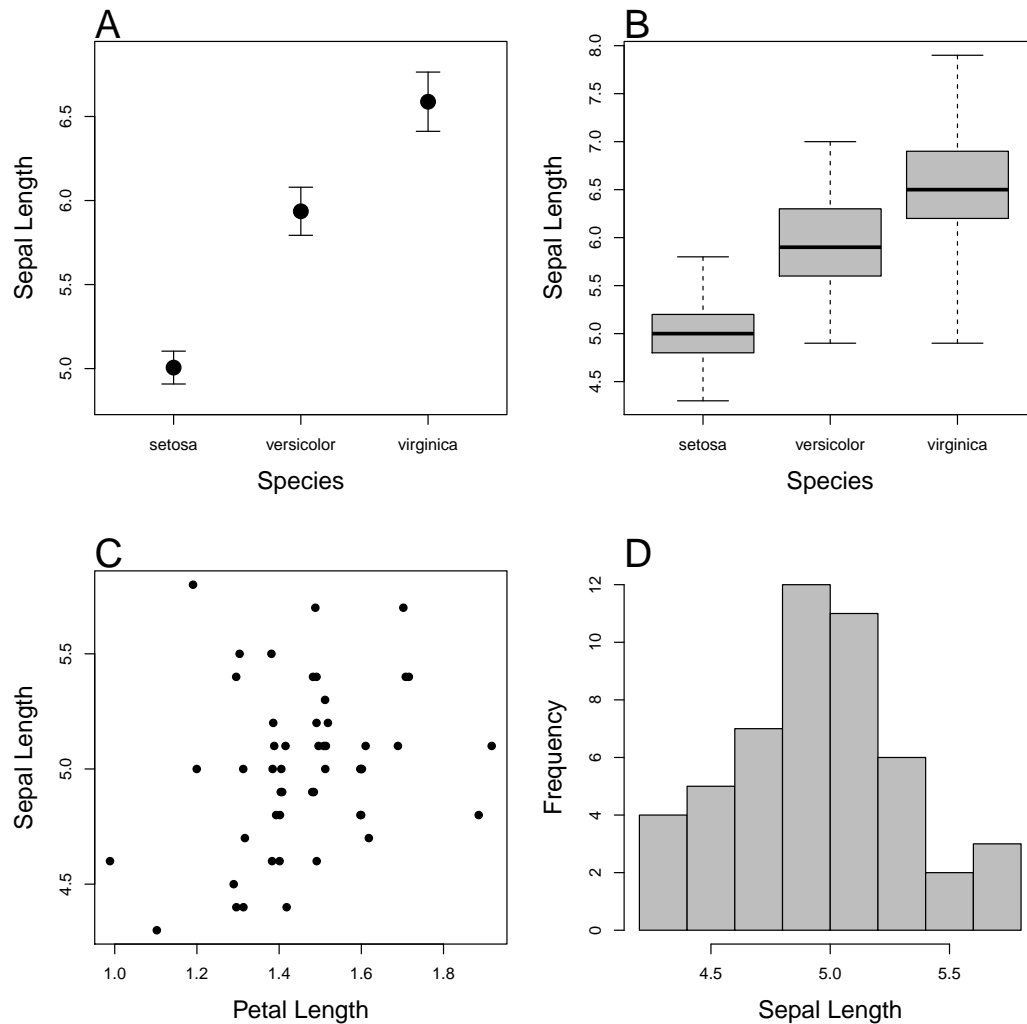 A
Sepal Length
6.5
6.0
5.5
5.0
setosa versicolor virginica
Species
B
Sepal Length
8.0
7.5
7.0
6.5
6.0
5.5
5.0
4.5
setosa versicolor virginica
Species
C
Sepal Length
5.5
5.0
4.5
1.0 1.2 1.4 1.6 1.8
Petal Length
D
Frequency
12
10
8
6
4
2
0
4.5 5.0 5.5
Sepal Length